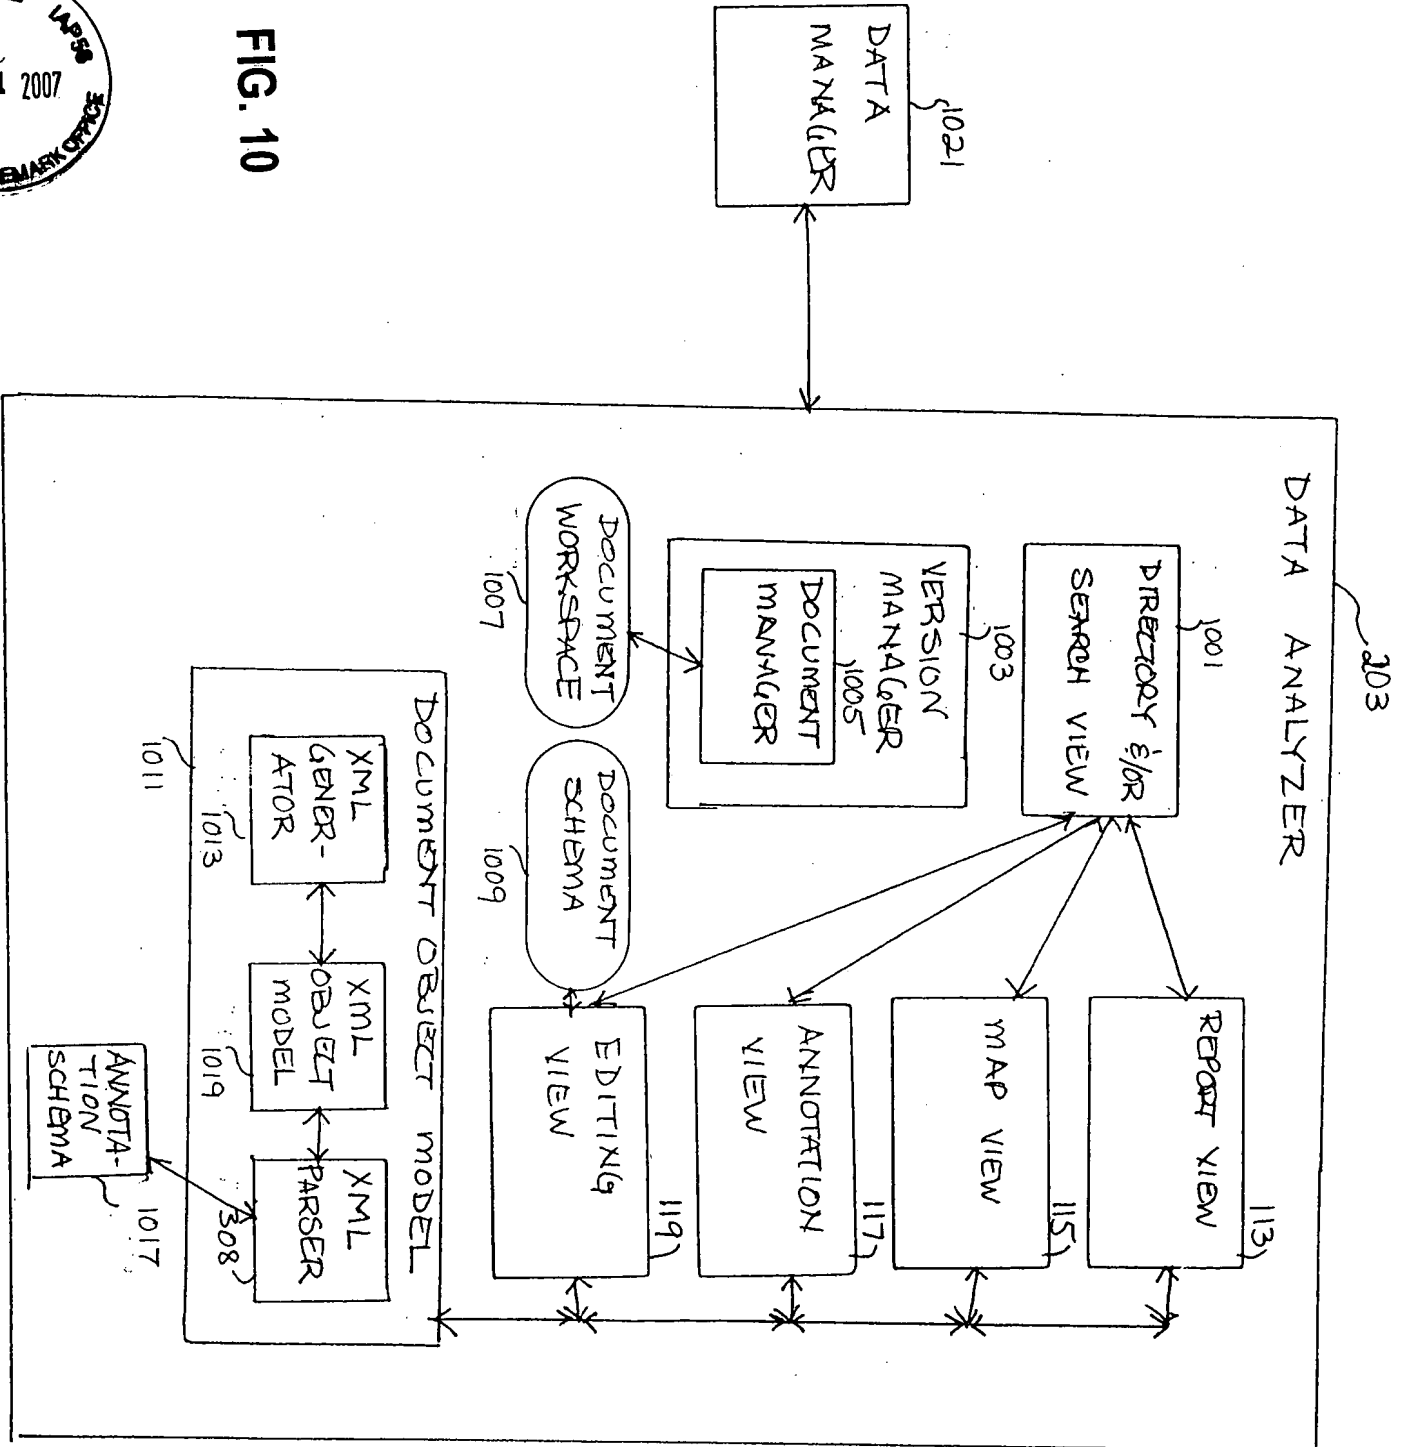 203
DATA ANALYZER
1001
DIRECTORY &/OR
SEARCH VIEW
113
REPORT VIEW
1021
DATA
MANAGER
1003
VERSION
MANAGER
1005
DOCUMENT
MANAGER
115
MAP VIEW
117
ANNOTATION
VIEW
DOCUMENT
WORKSPACE
1007
DOCUMENT
SCHEMA
1009
119
EDITING
VIEW
DOCUMENT OBJECT MODEL
XML
GENER-
ATOR
1013
XML
OBJECT
MODEL
1019
XML
PARSER
308
1011
ANNOTA-
TION
SCHEMA
1017
FIG. 10
IAP58
2007
EMARK OFFICE